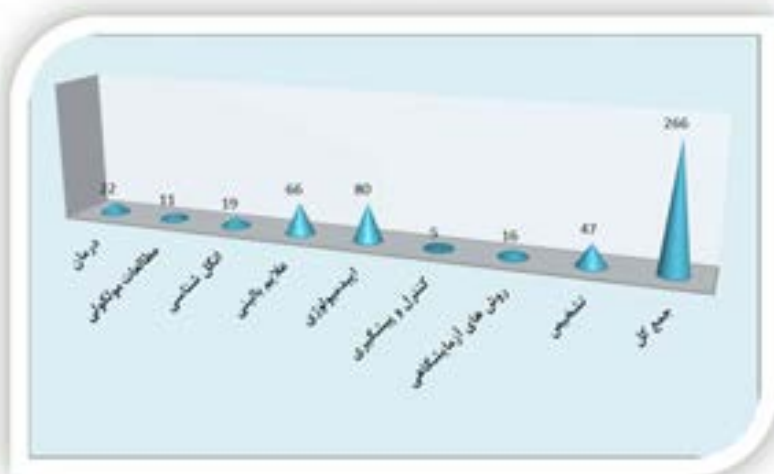 22
11
19
66
80
5
16
47
266
درمان
مطالعات مولکولی
انگل شناسی
علایم بالینی
اپیدمیولوژی
کنترل و پیشگیری
روش های آزمایشگاهی
تشخیص
جمع کل